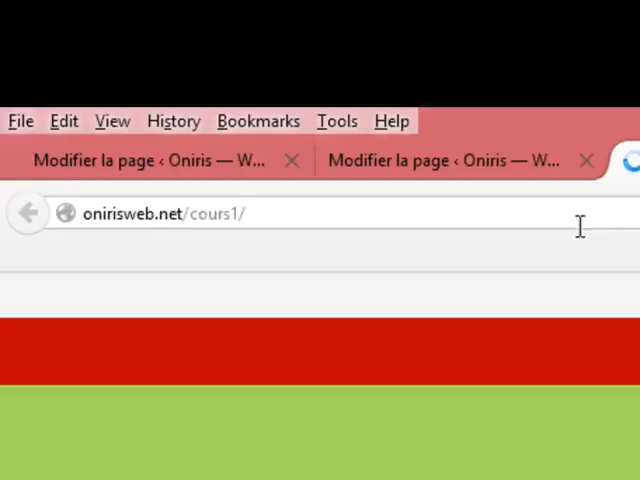 File Edit View History Bookmarks Tools Help
Modifier la page ‹ Oniris — W... Modifier la page ‹ Oniris — W...
onirisweb.net/cours1/